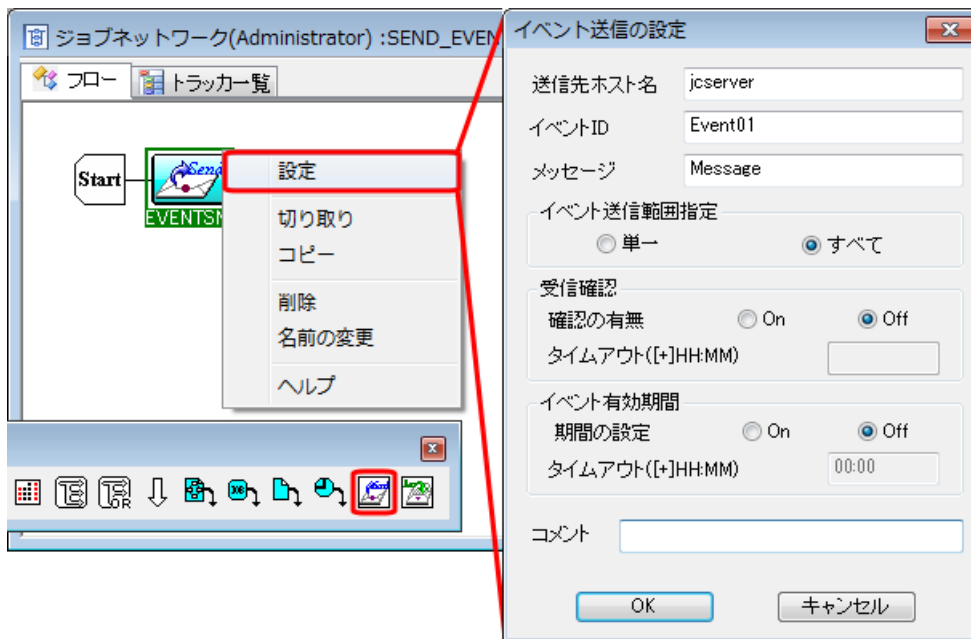 ジョブネットワーク(Administrator) :SEND_EVEN
フロー トラッカ一覧
Start
Send
EVENTSN
設定
切り取り
コピー
削除
名前の変更
ヘルプ
OR
Send
イベント送信の設定
送信先ホスト名 jcserver
イベントID Event01
メッセージ Message
イベント送信範囲指定
単一 すべて
受信確認
確認の有無 On Off
タイムアウト([+]HH:MM)
イベント有効期間
期間の設定 On Off
タイムアウト([+]HH:MM) 00:00
コメント
OK キャンセル